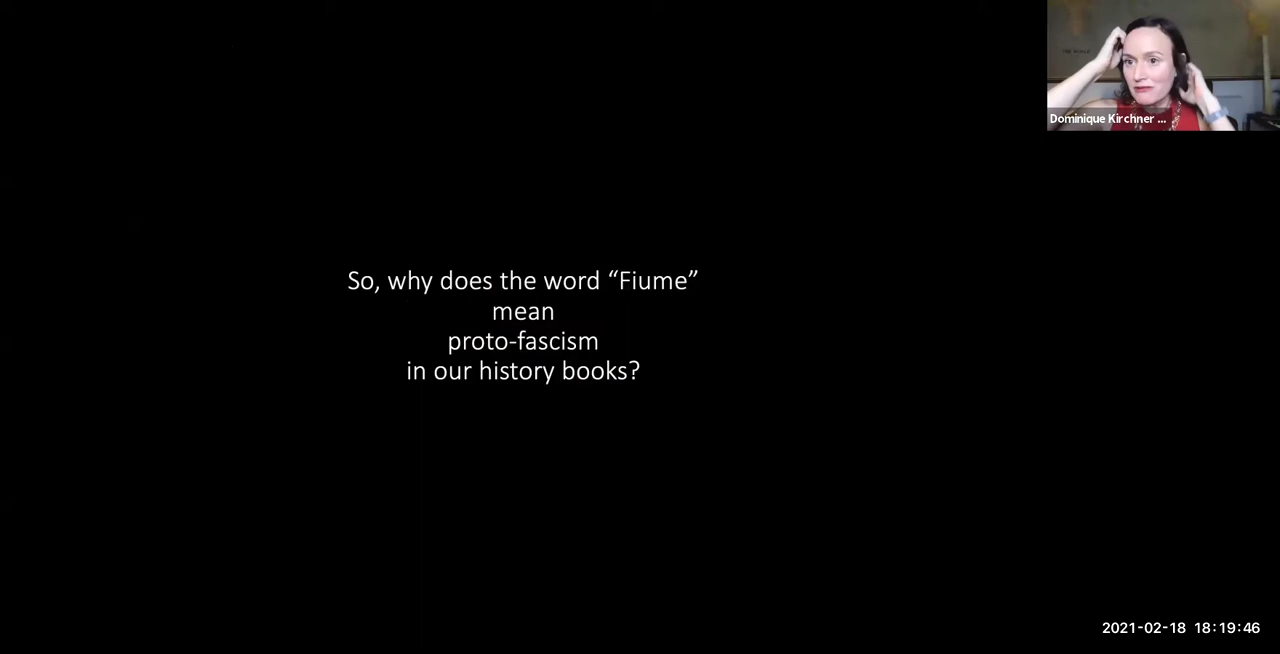 Dominique Kirchner ...
So, why does the word “Fiume”
mean
proto-fascism
in our history books?
2021-02-18 18:19:46